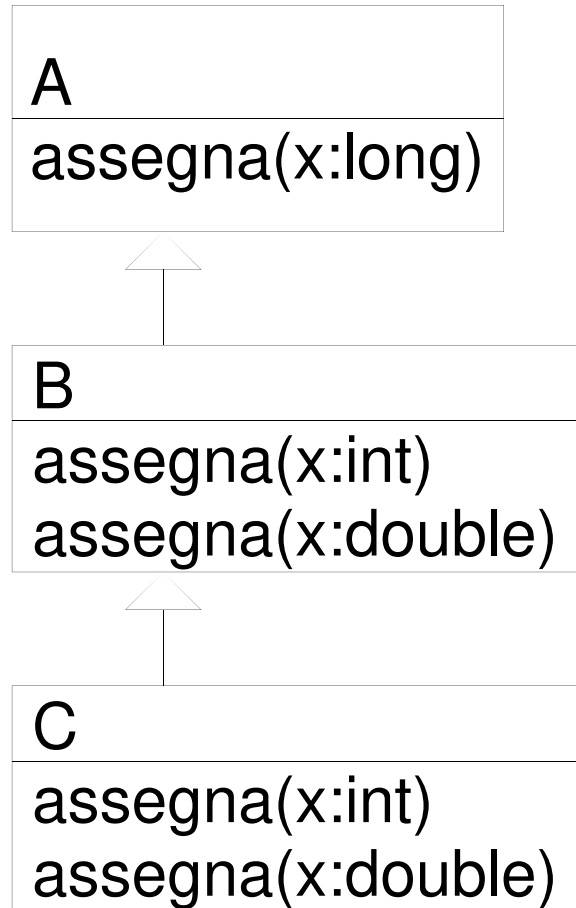 A
assegna(x:long)
B
assegna(x:int)
assegna(x:double)
C
assegna(x:int)
assegna(x:double)